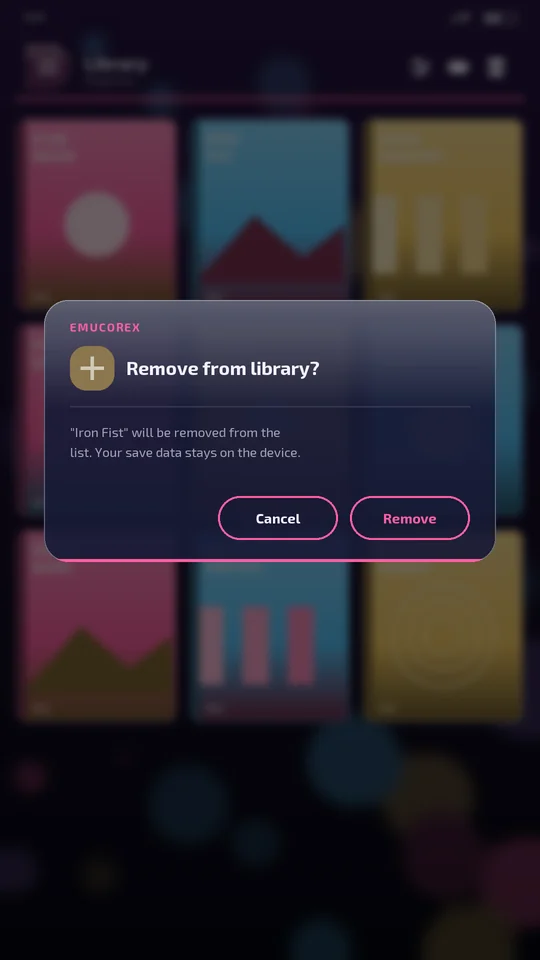 Library
EMUCOREX
Remove from library?
"Iron Fist" will be removed from the
list. Your save data stays on the device.
Cancel
Remove